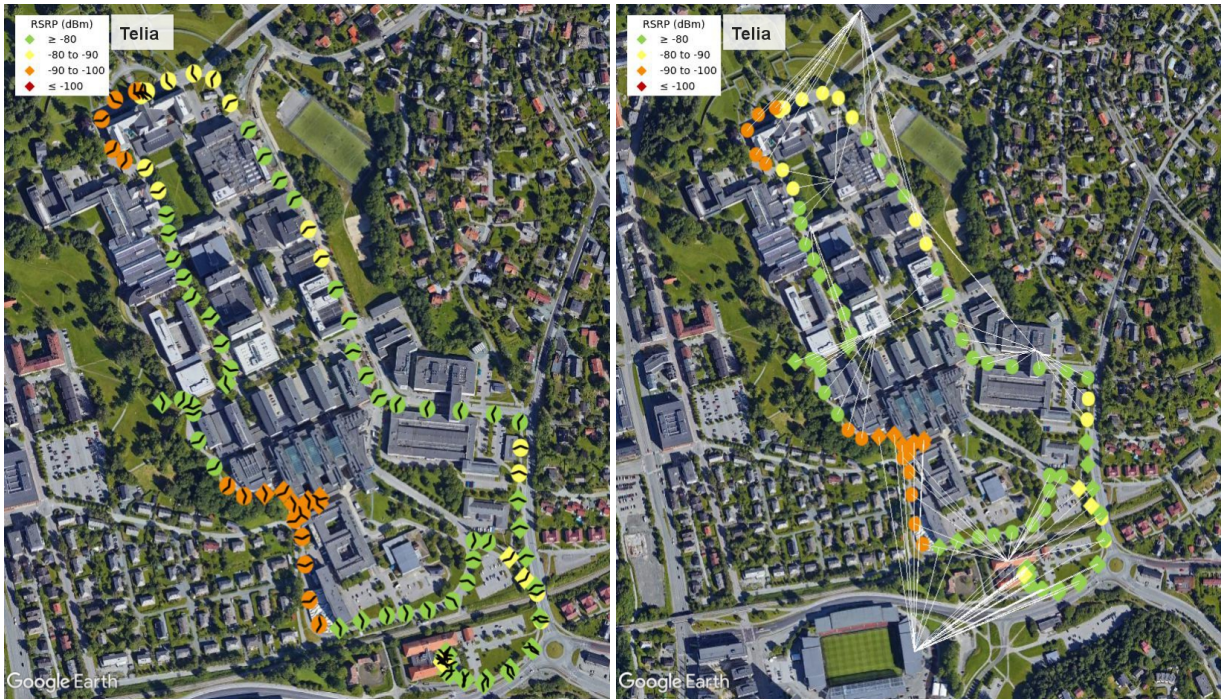 RSRP (dBm)
≥ -80
-80 to -90
-90 to -100
≤ -100
Telia
Google Earth
RSRP (dBm)
≥ -80
-80 to -90
-90 to -100
≤ -100
Telia
Google Earth